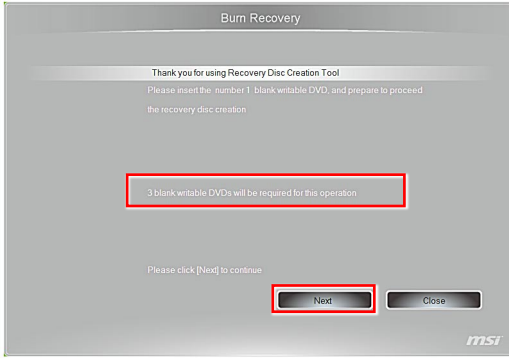 Burn Recovery
Thank you for using Recovery Disc Creation Tool
Please insert the number 1 blank writable DVD, and prepare to proceed
the recovery disc creation
3 blank writable DVDs will be required for this operation
Please click [Next] to continue
Next
Close
msi